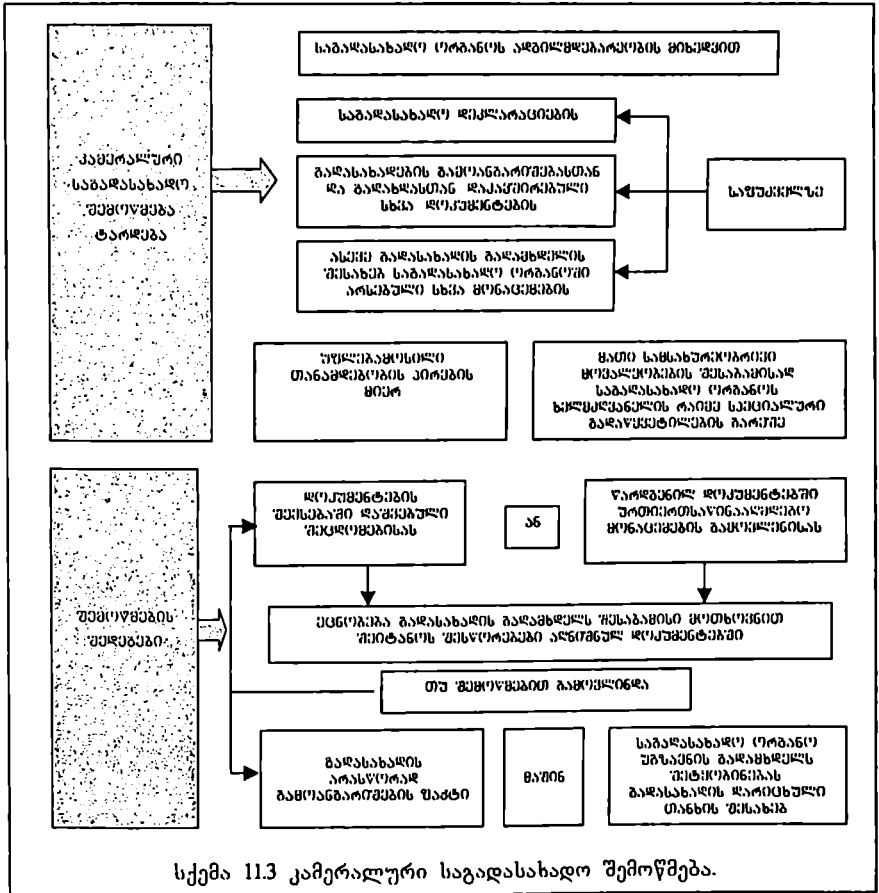 საგადასახადო ორგანოს ადგილმდებარეობის მიხედვით
კამერალური
საგადასახადო
შემოწმება
ტარდება
საგადასახადო დეკლარაციების
გადასახადების გამოანგარიშებასთან
და გადახდასთან დაკავშირებული
სხვა დოკუმენტების
ასევე გადასახადის გადამხდელის
შესახებ საგადასახადო ორგანოში
არსებული სხვა მონაცემების
საფუძველზე
უფლებამოსილი
თანამდებობის პირების
მიერ
მათი სამსახურეობრივი
მოვალეობების შესაბამისად
საგადასახადო ორგანოს
ხელმძღვანელის რაიმე სპეციალური
გადაწყვეტილების გარეშე
შემოწმების
შედეგები
დოკუმენტების
შევსებაში დაშვებული
შეცდომებისას
ან
წარდგენილ დოკუმენტებში
ურთიერთსაწინააღმდეგო
მონაცემების გამოვლენისას
ეცნობება გადასახადის გადამხდელს შესაბამისი მოთხოვნით
შეიტანოს შესწორებები აღნიშნულ დოკუმენტებში
თუ შემოწმებით გამოვლინდა
გადასახადის
არასწორად
გამოანგარიშების ფაქტი
მაშინ
საგადასახადო ორგანო
უგზავნის გადამხდელს
შეტყობინებას
გადასახადის დარიცხული
თანხის შესახებ
სქემა 11.3 კამერალური საგადასახადო შემოწმება.